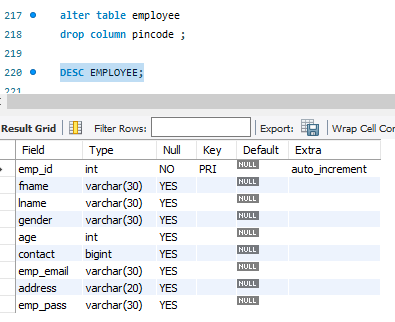 217 alter table employee
218 drop column pincode ;
219
220 DESC EMPLOYEE;
221
Result Grid Filter Rows: Export: Wrap Cell Con
Field Type Null Key Default Extra
emp_id int NO PRI NULL auto_increment
fname varchar(30) YES NULL
lname varchar(30) YES NULL
gender varchar(30) YES NULL
age int YES NULL
contact bigint YES NULL
emp_email varchar(30) YES NULL
address varchar(20) YES NULL
emp_pass varchar(30) YES NULL